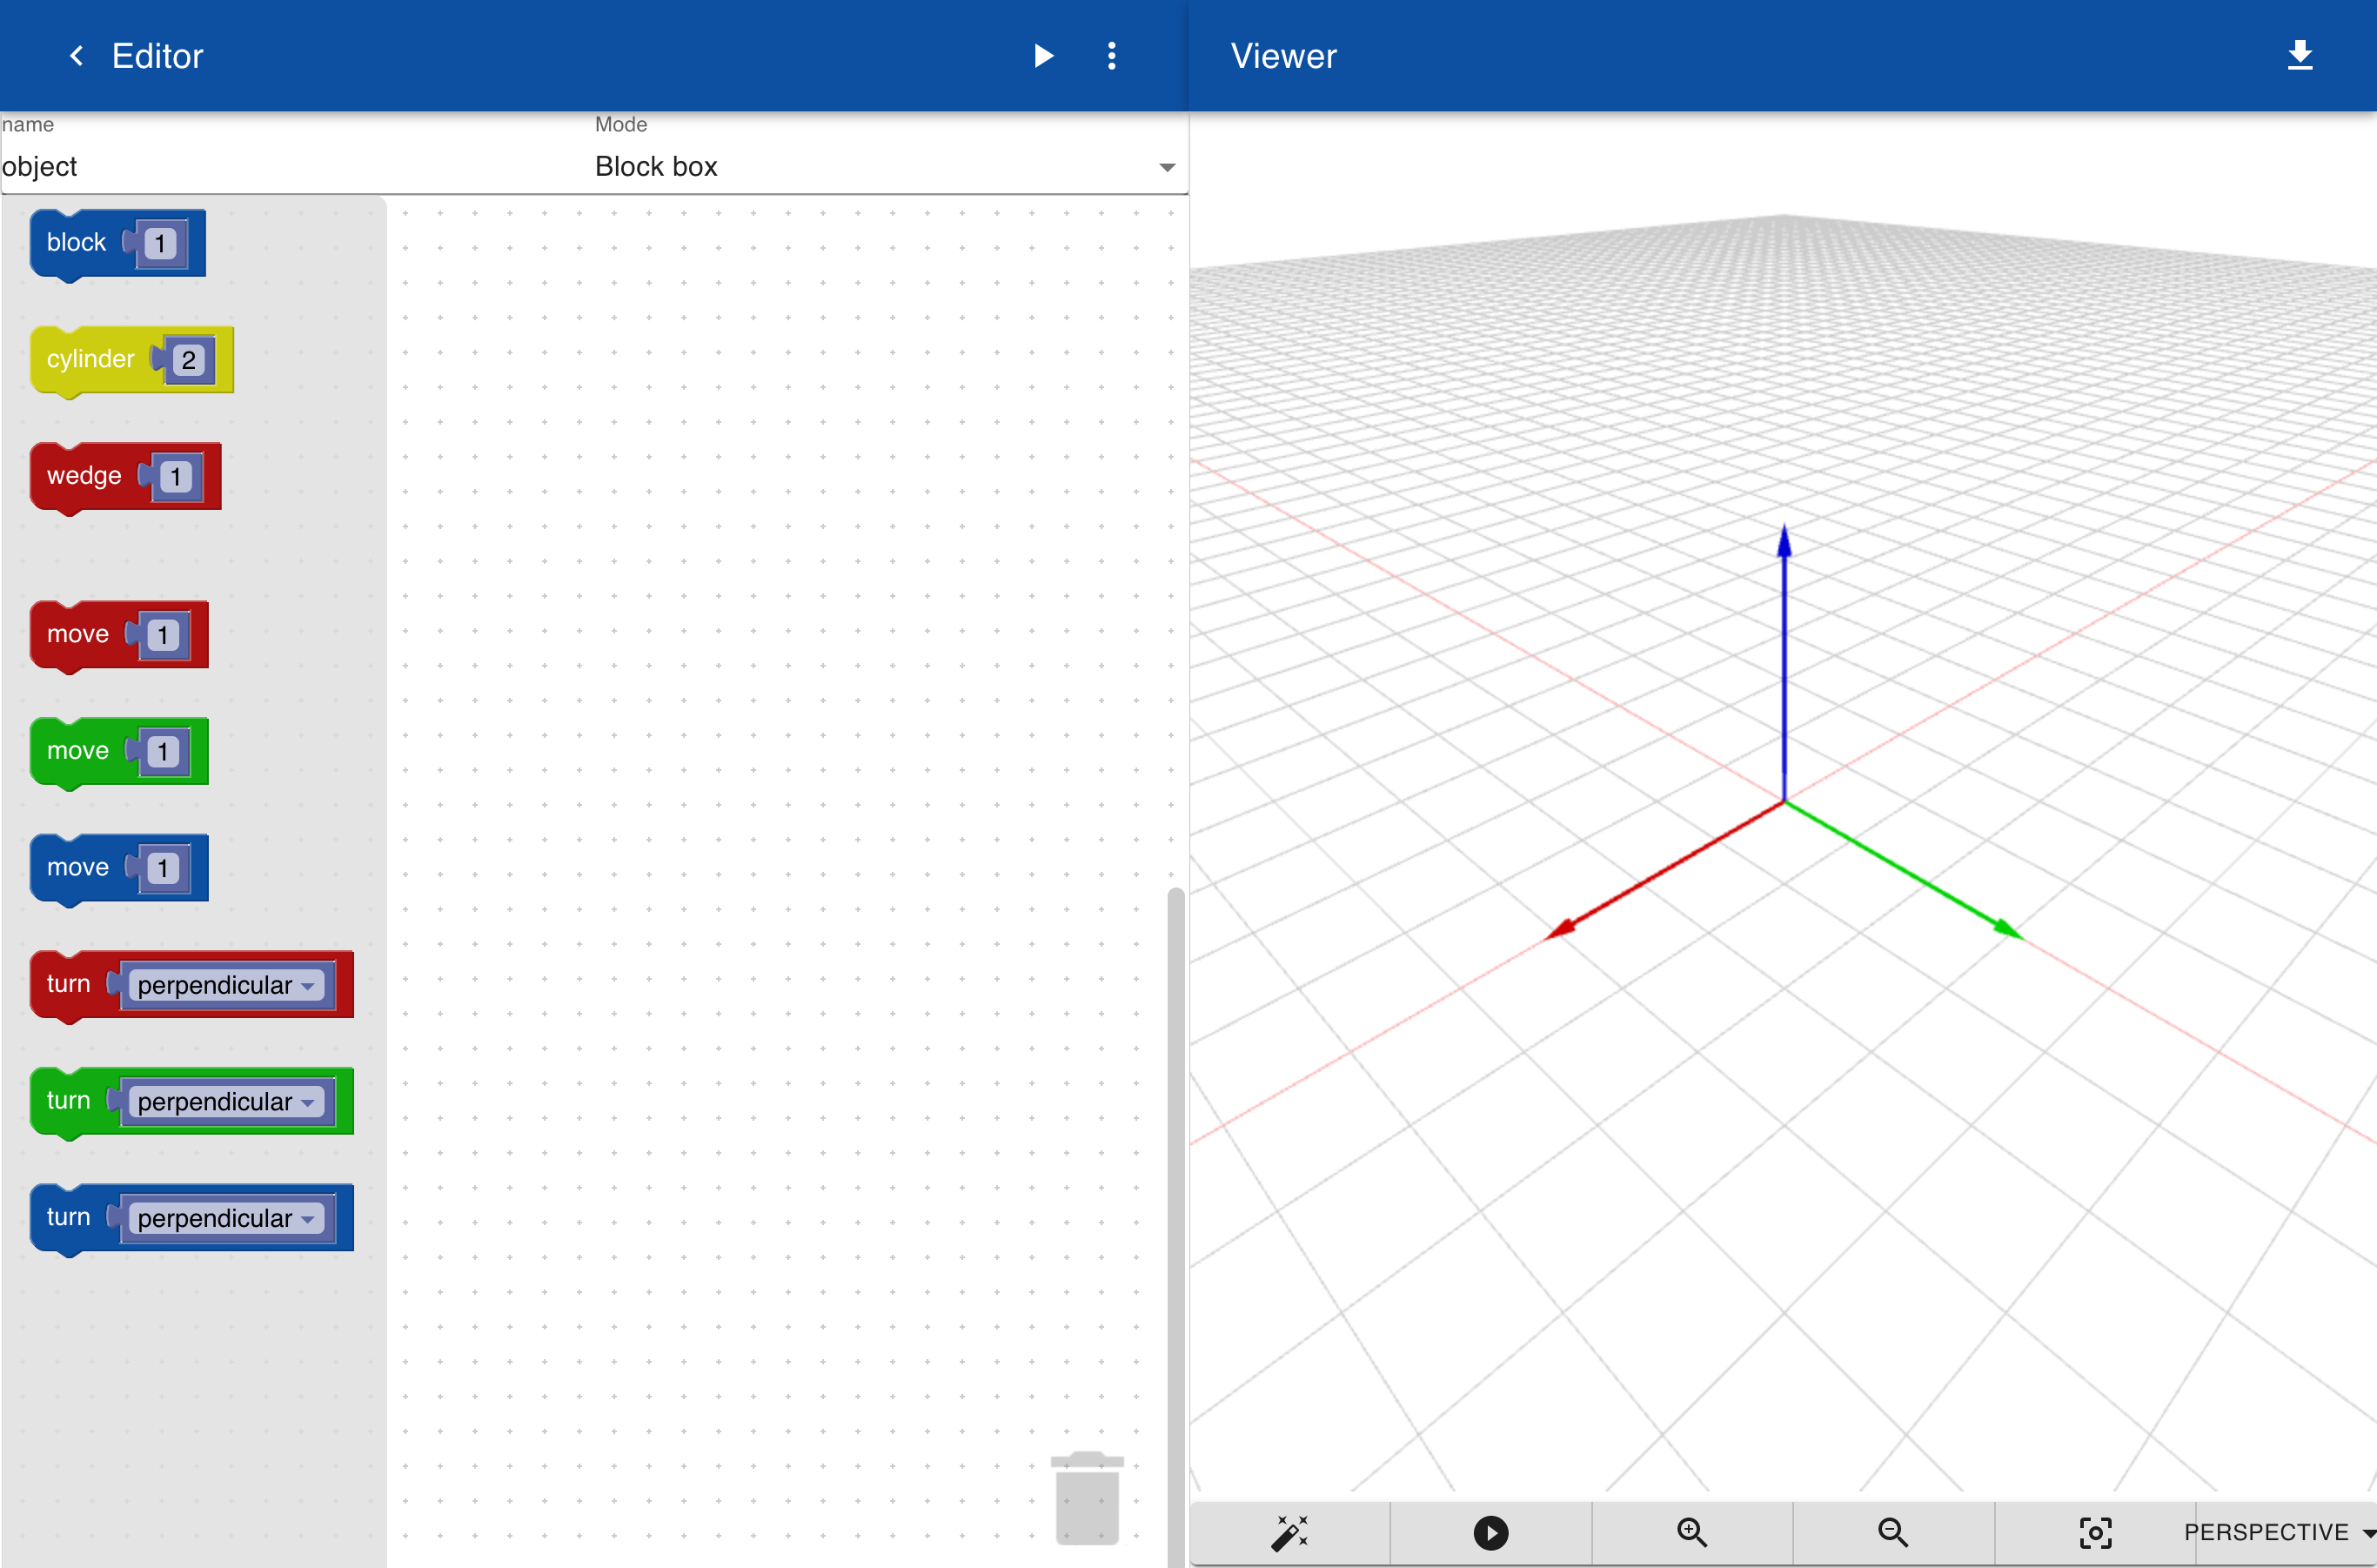 Editor
Viewer
name
Mode
object
Block box
block 1
cylinder 2
wedge 1
move 1
move 1
move 1
turn perpendicular
turn perpendicular
turn perpendicular
PERSPECTIVE